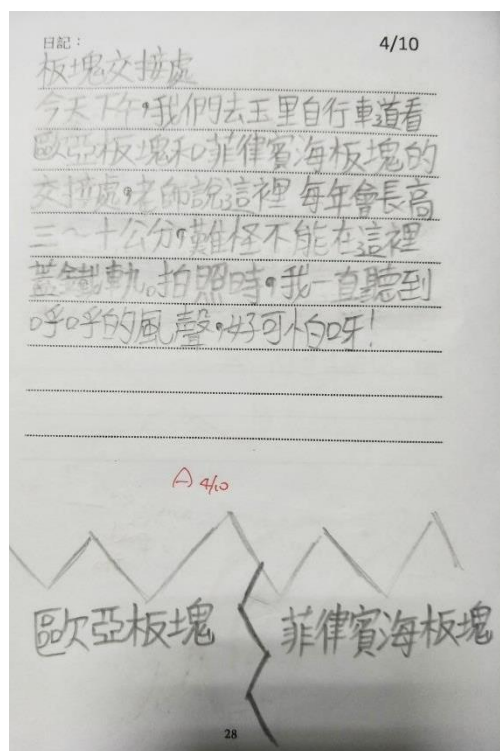 日記： 4/10
板塊交接處
今天下午，我們去玉里自行車道看
歐亞板塊和菲律賓海板塊的
交接處，老師說這裡每年會長高
三～十公分，難怪不能在這裡
蓋鐵軌。拍照時，我一直聽到
呼呼的風聲，好可怕呀！
A 4/10
歐亞板塊 菲律賓海板塊
28